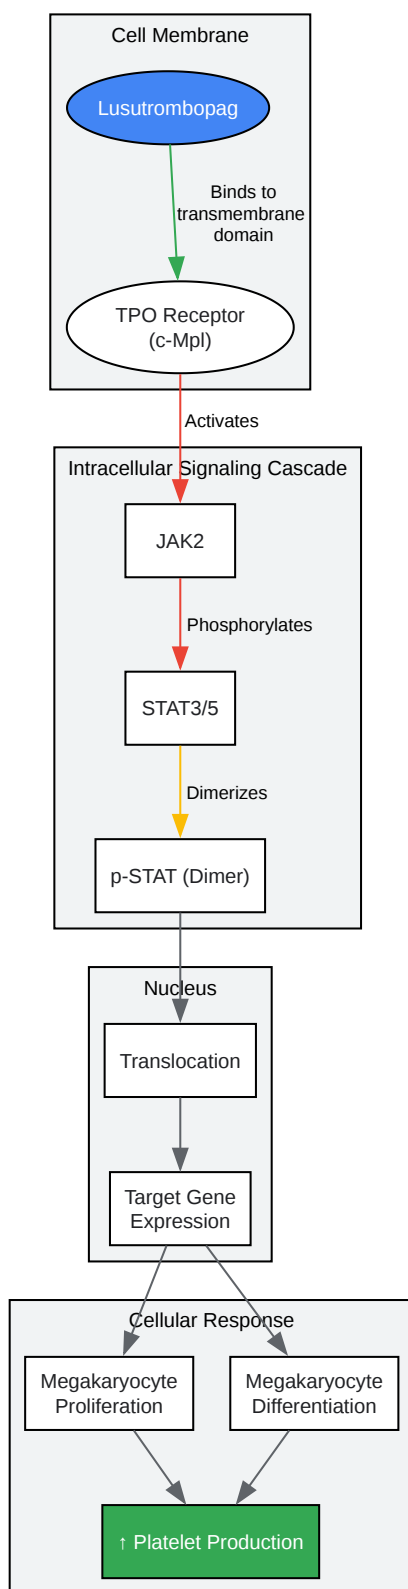 Cell Membrane
Lusutrombopag
Binds to
transmembrane
domain
TPO Receptor
(c-Mpl)
Activates
Intracellular Signaling Cascade
JAK2
Phosphorylates
STAT3/5
Dimerizes
p-STAT (Dimer)
Nucleus
Translocation
Target Gene
Expression
Cellular Response
Megakaryocyte
Proliferation
Megakaryocyte
Differentiation
↑ Platelet Production